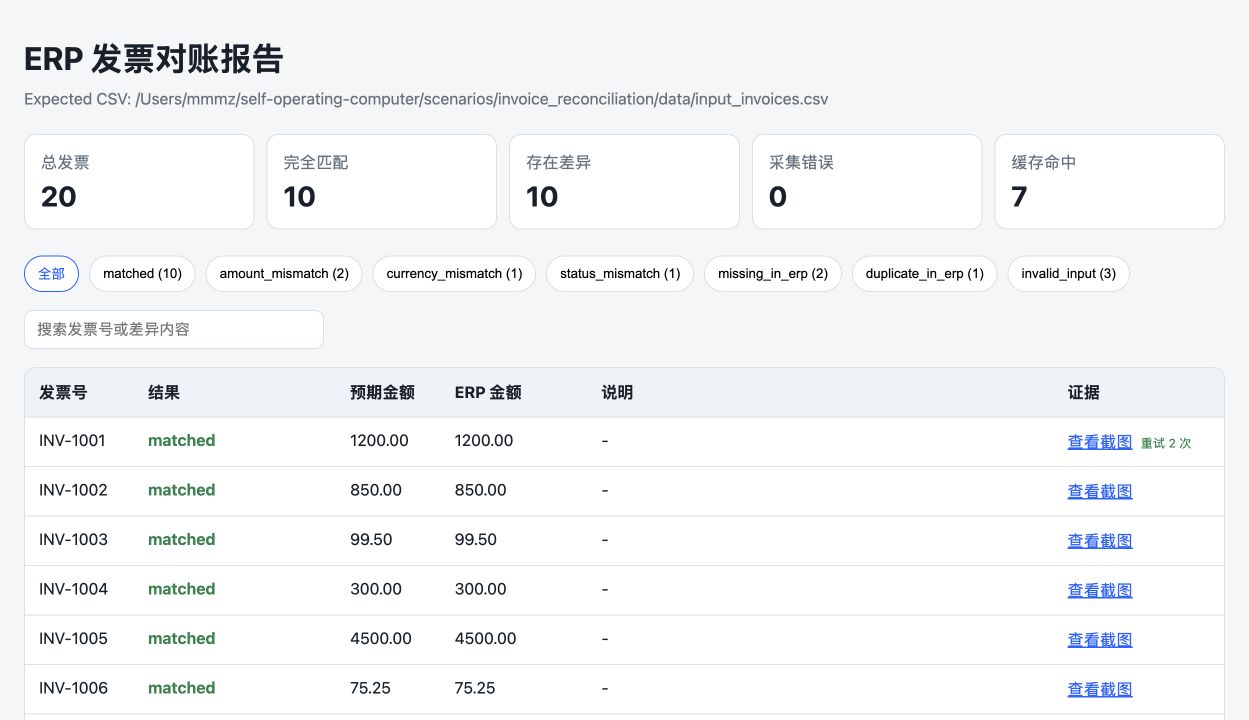 ERP 发票对账报告
Expected CSV: /Users/mmmz/self-operating-computer/scenarios/invoice_reconciliation/data/input_invoices.csv
总发票 完全匹配 存在差异 采集错误 缓存命中
20 10 10 0 7
全部 matched (10) amount_mismatch (2) currency_mismatch (1) status_mismatch (1) missing_in_erp (2) duplicate_in_erp (1) invalid_input (3)
搜索发票号或差异内容
发票号 结果 预期金额 ERP 金额 说明 证据
INV-1001 matched 1200.00 1200.00 - 查看截图 重试 2 次
INV-1002 matched 850.00 850.00 - 查看截图
INV-1003 matched 99.50 99.50 - 查看截图
INV-1004 matched 300.00 300.00 - 查看截图
INV-1005 matched 4500.00 4500.00 - 查看截图
INV-1006 matched 75.25 75.25 - 查看截图